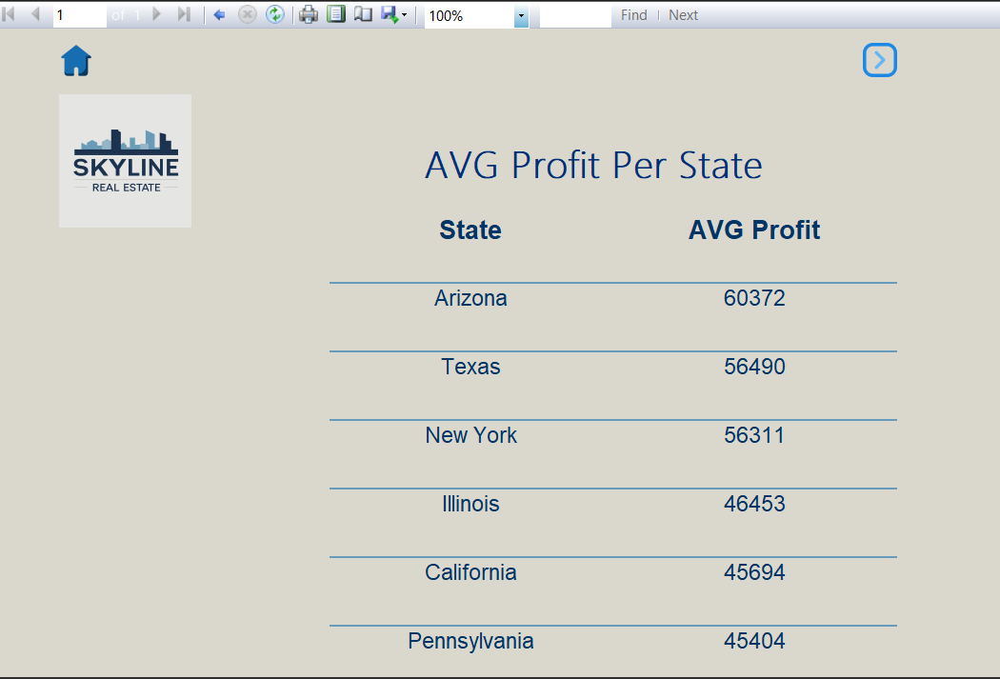 1 of 1 100% Find Next
SKYLINE
REAL ESTATE
AVG Profit Per State
State AVG Profit
Arizona 60372
Texas 56490
New York 56311
Illinois 46453
California 45694
Pennsylvania 45404